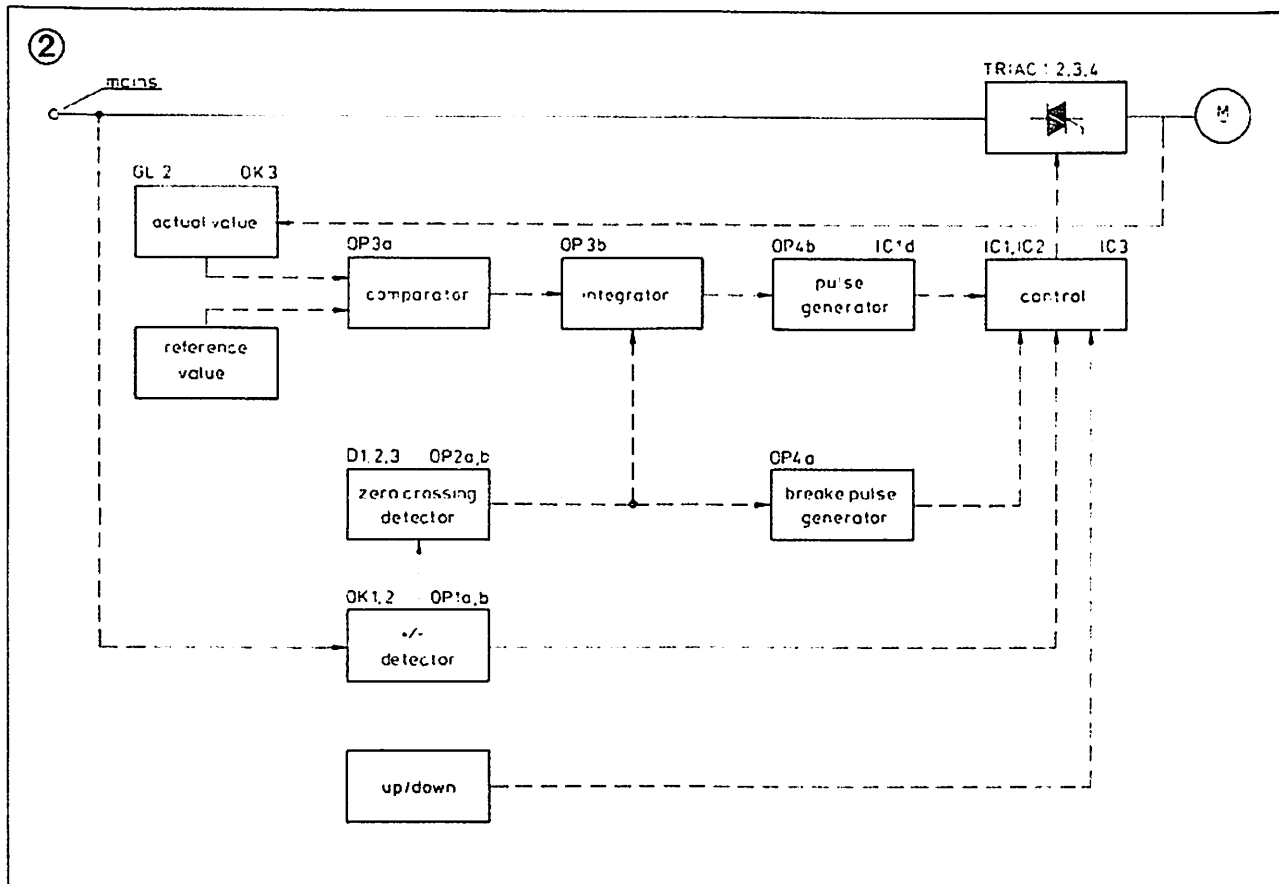 ②
mains
TRIAC 1,2,3,4
M
GL 2 OK 3
actual value
OP3a
comparator
OP3b
integrator
OP4b IC1d
pulse
generator
IC1, IC2 IC3
control
reference
value
D1,2,3 OP2a,b
zero crossing
detector
OP4a
breake pulse
generator
OK1,2 OP1a,b
+/-
detector
up/down